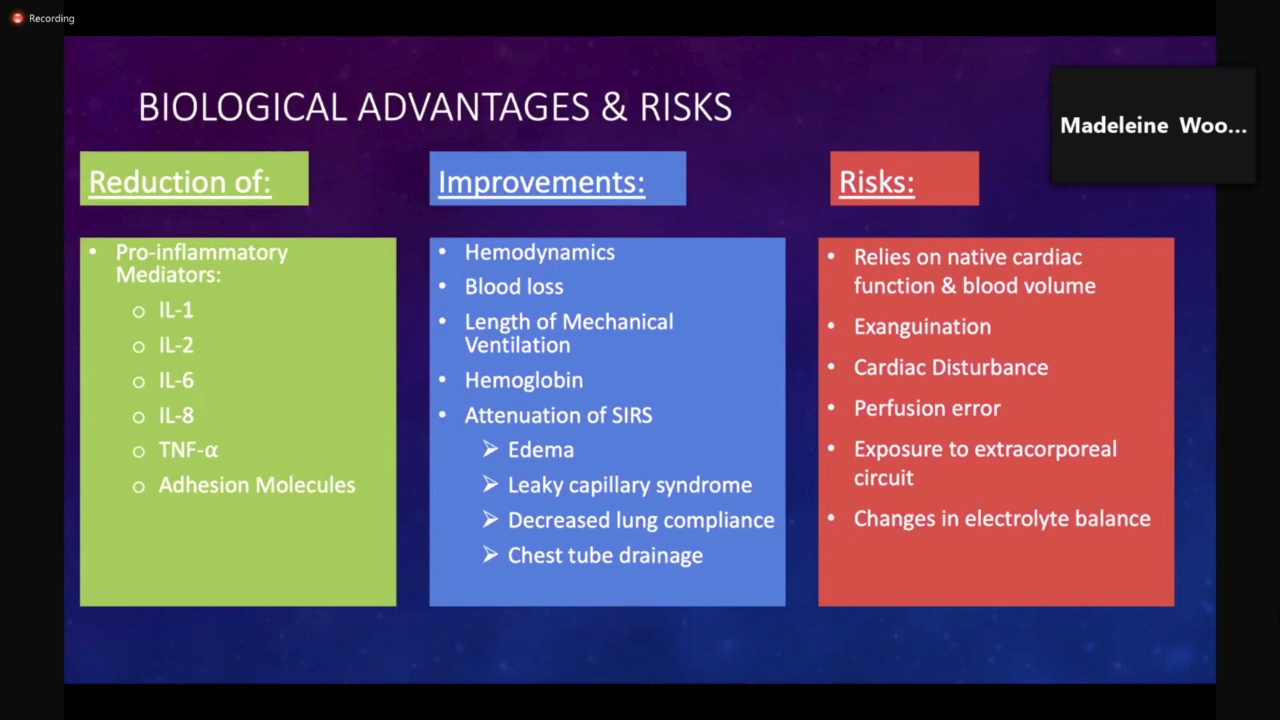 Recording
BIOLOGICAL ADVANTAGES & RISKS
Madeleine Woo...
Reduction of:
• Pro-inflammatory
Mediators:
o IL-1
o IL-2
o IL-6
o IL-8
o TNF-α
o Adhesion Molecules
Improvements:
• Hemodynamics
• Blood loss
• Length of Mechanical
Ventilation
• Hemoglobin
• Attenuation of SIRS
➢ Edema
➢ Leaky capillary syndrome
➢ Decreased lung compliance
➢ Chest tube drainage
Risks:
• Relies on native cardiac
function & blood volume
• Exanguination
• Cardiac Disturbance
• Perfusion error
• Exposure to extracorporeal
circuit
• Changes in electrolyte balance